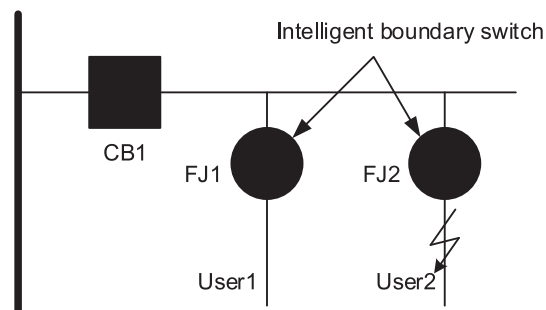 Intelligent boundary switch
CB1
FJ1
FJ2
User1
User2